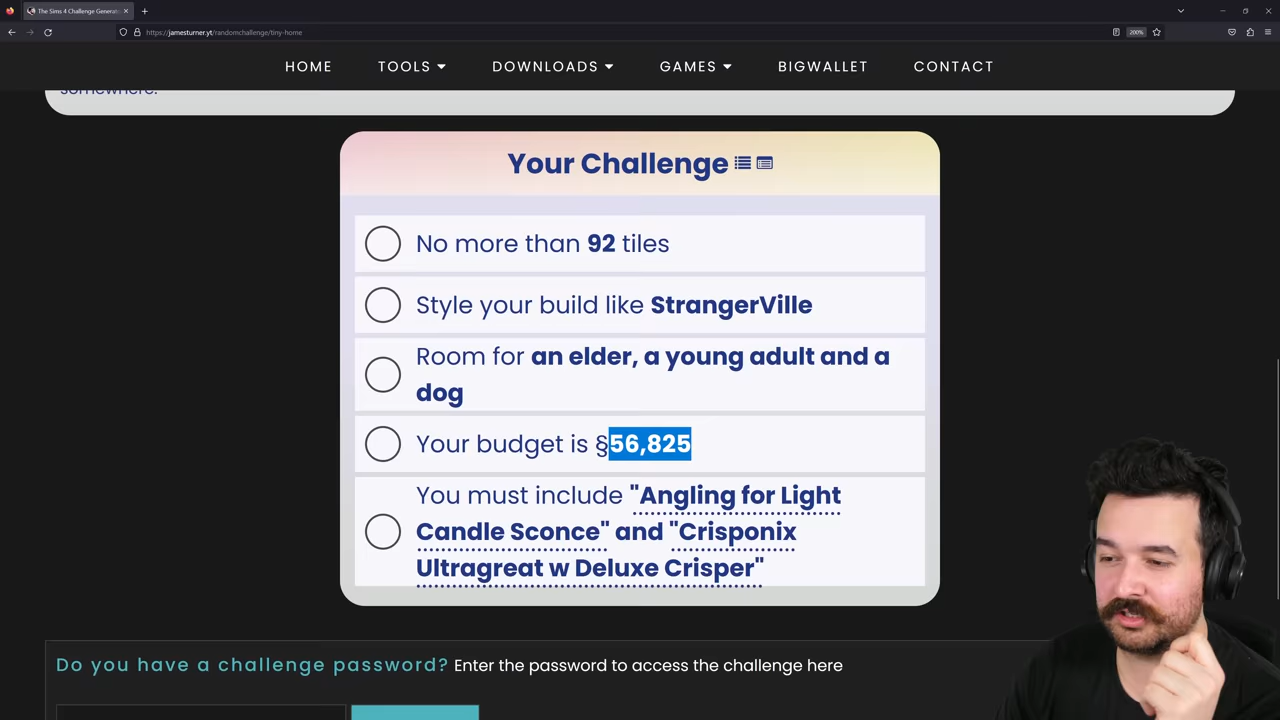 The Sims 4 Challenge Generat
https://jamesturner.yt/randomchallenge/tiny-home
200%
HOME TOOLS DOWNLOADS GAMES BIGWALLET CONTACT
somewhere.
Your Challenge
No more than 92 tiles
Style your build like StrangerVille
Room for an elder, a young adult and a
dog
Your budget is §56,825
You must include "Angling for Light
Candle Sconce" and "Crisponix
Ultragreat w Deluxe Crisper"
Do you have a challenge password? Enter the password to access the challenge here